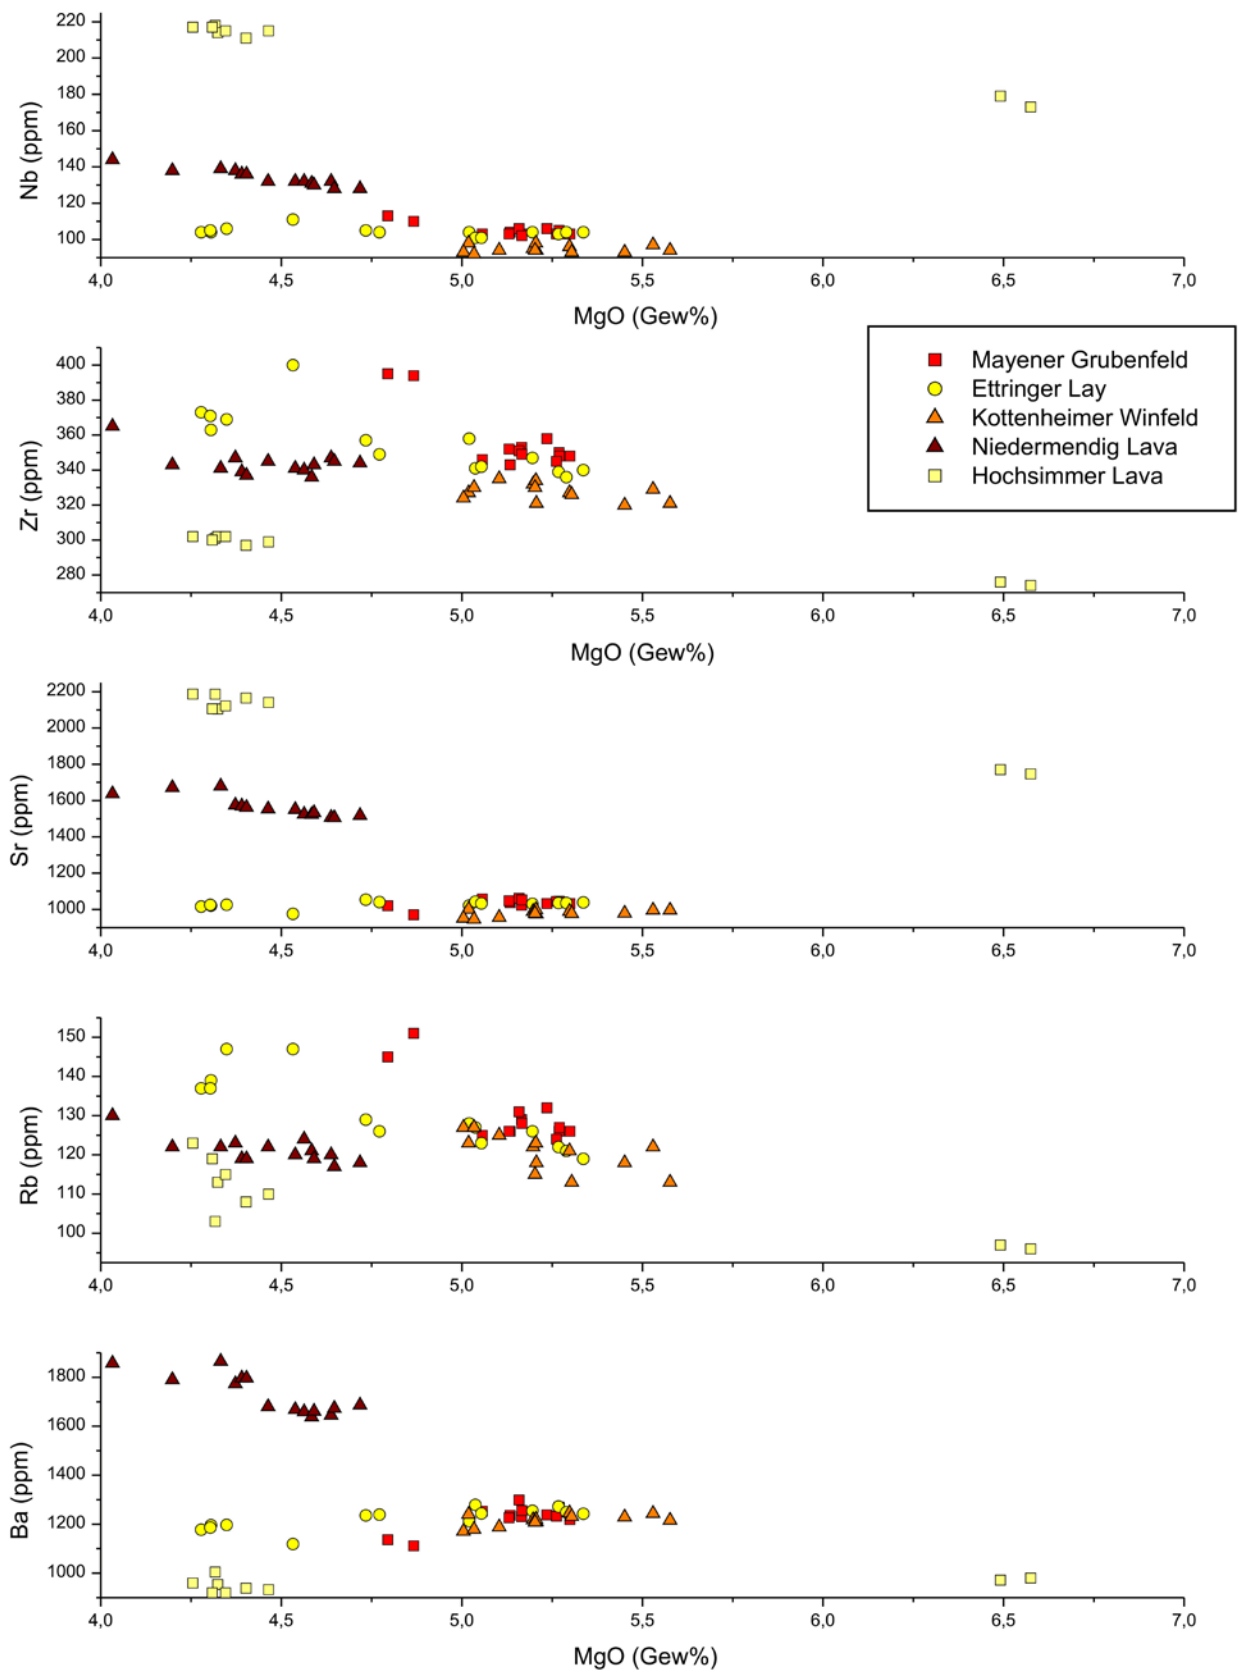 220
200
180
160
140
120
100
Nb (ppm)
4,0 4,5 5,0 5,5 6,0 6,5 7,0
MgO (Gew%)
400
380
360
340
320
300
280
Zr (ppm)
4,0 4,5 5,0 5,5 6,0 6,5 7,0
MgO (Gew%)
Mayener Grubenfeld
Ettringer Lay
Kottenheimer Winfeld
Niedermendig Lava
Hochsimmer Lava
2200
2000
1800
1600
1400
1200
1000
Sr (ppm)
4,0 4,5 5,0 5,5 6,0 6,5 7,0
150
140
130
120
110
100
Rb (ppm)
4,0 4,5 5,0 5,5 6,0 6,5 7,0
1800
1600
1400
1200
1000
Ba (ppm)
4,0 4,5 5,0 5,5 6,0 6,5 7,0
MgO (Gew%)